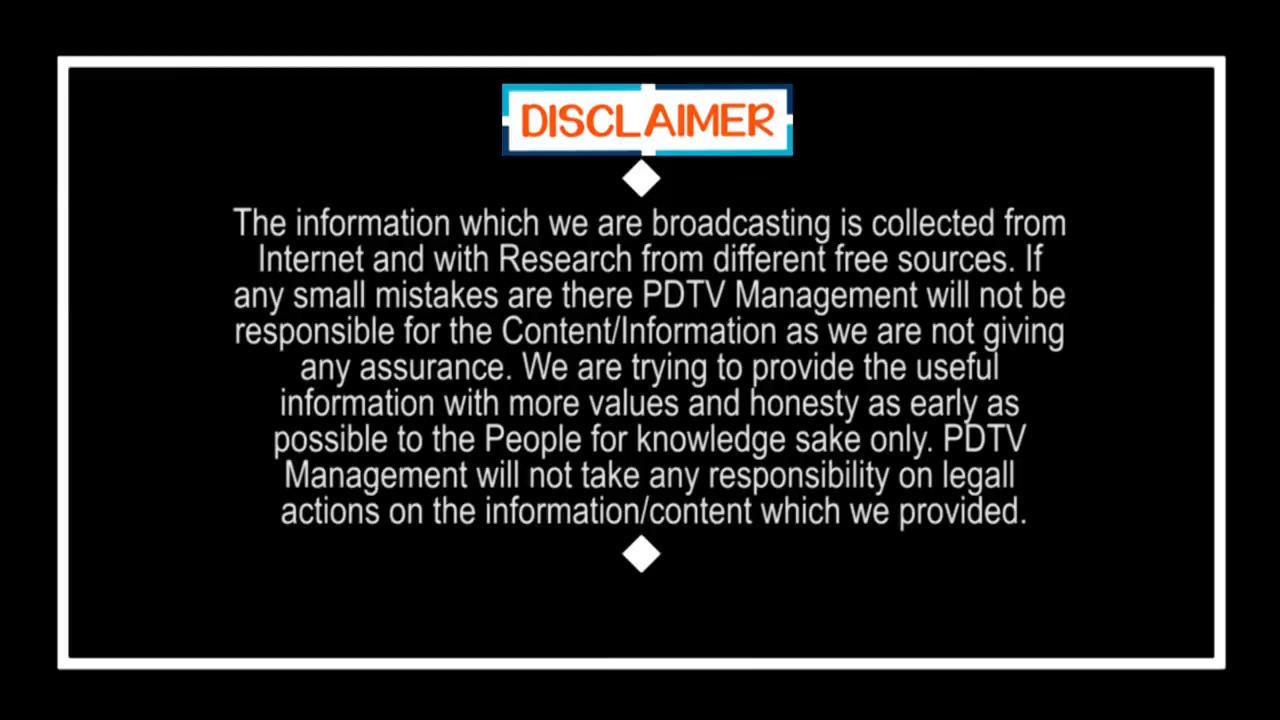 DISCLAIMER
The information which we are broadcasting is collected from
Internet and with Research from different free sources. If
any small mistakes are there PDTV Management will not be
responsible for the Content/Information as we are not giving
any assurance. We are trying to provide the useful
information with more values and honesty as early as
possible to the People for knowledge sake only. PDTV
Management will not take any responsibility on legall
actions on the information/content which we provided.